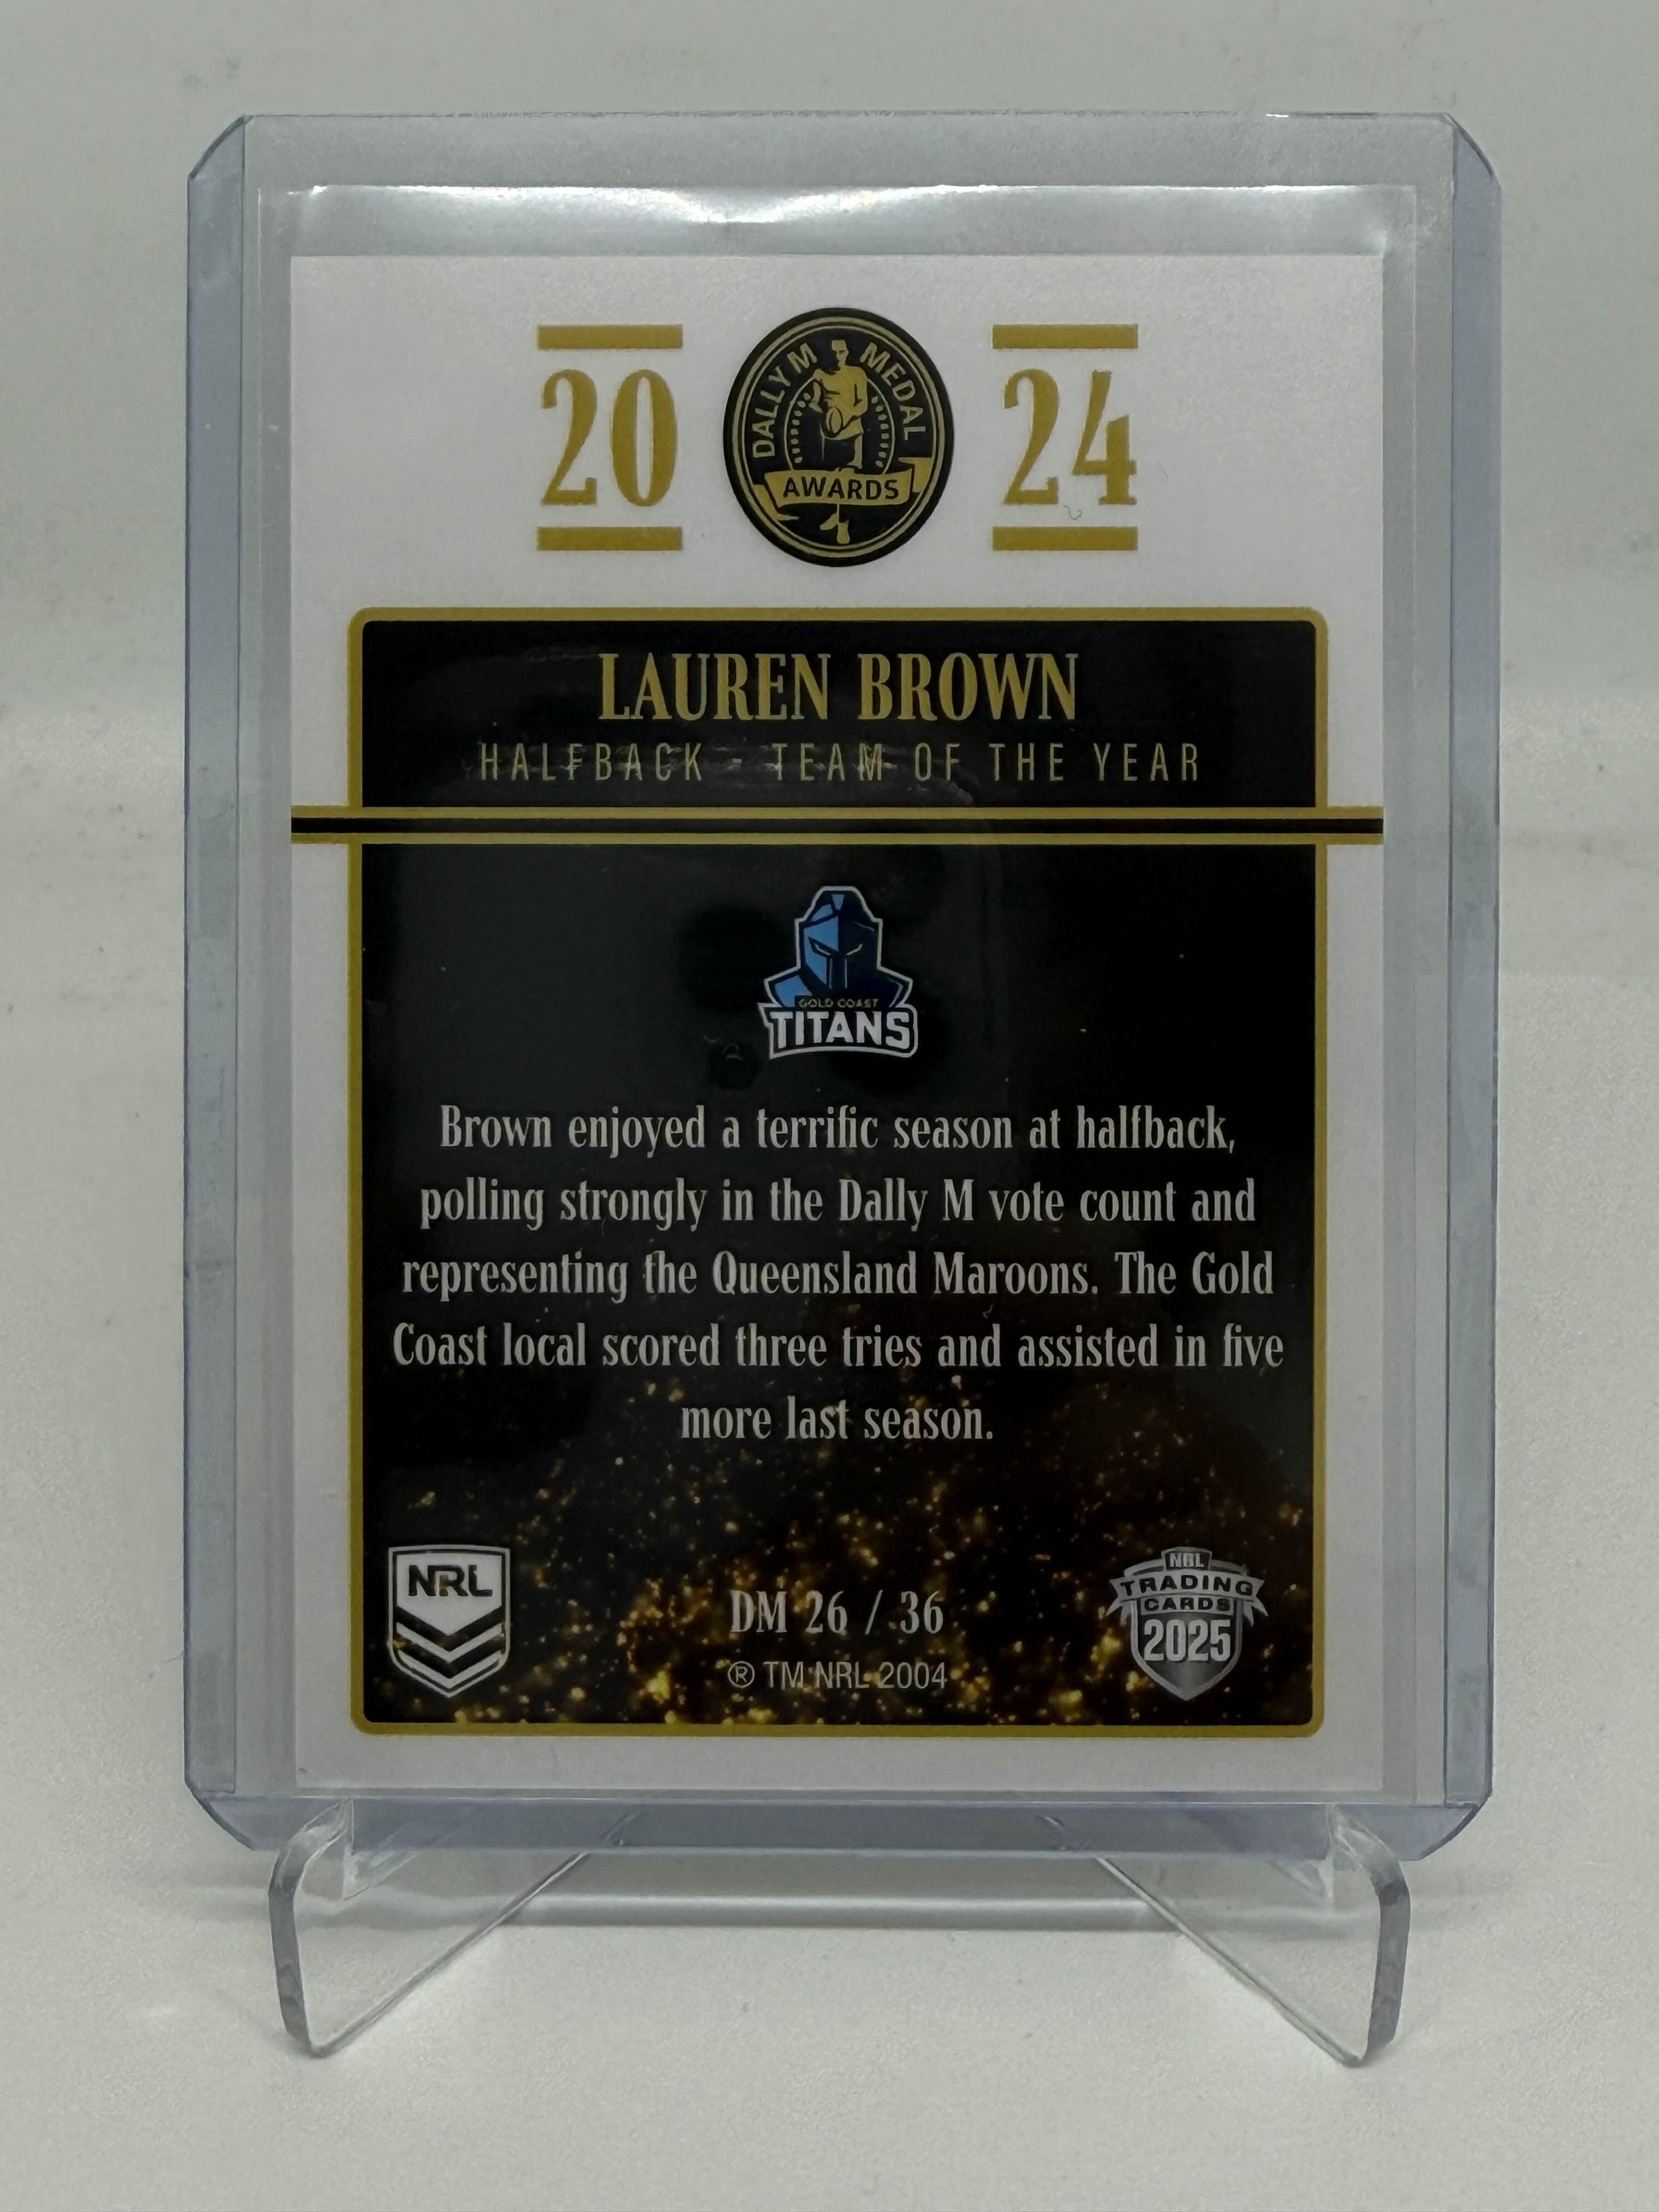 20 24
DALLY M MEDAL
AWARDS
LAUREN BROWN
HALFBACK - TEAM OF THE YEAR
GOLD COAST
TITANS
Brown enjoyed a terrific season at halfback,
polling strongly in the Dally M vote count and
representing the Queensland Maroons. The Gold
Coast local scored three tries and assisted in five
more last season.
NRL
DM 26 / 36
® TM NRL 2004
NRL
TRADING
CARDS
2025